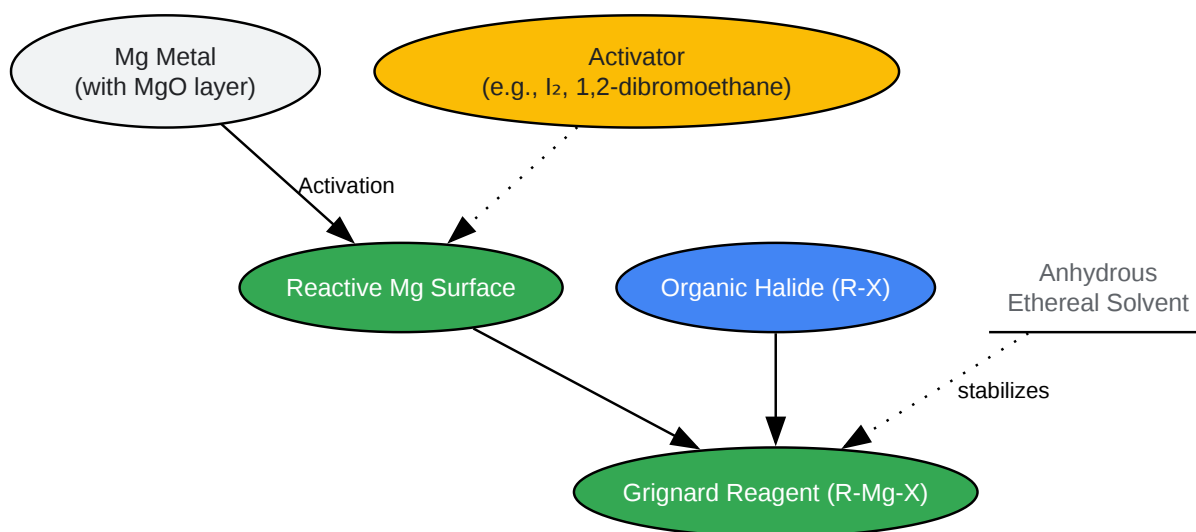 Mg Metal
(with MgO layer)
Activator
(e.g., I₂, 1,2-dibromoethane)
Activation
Reactive Mg Surface
Organic Halide (R-X)
Anhydrous
Ethereal Solvent
stabilizes
Grignard Reagent (R-Mg-X)